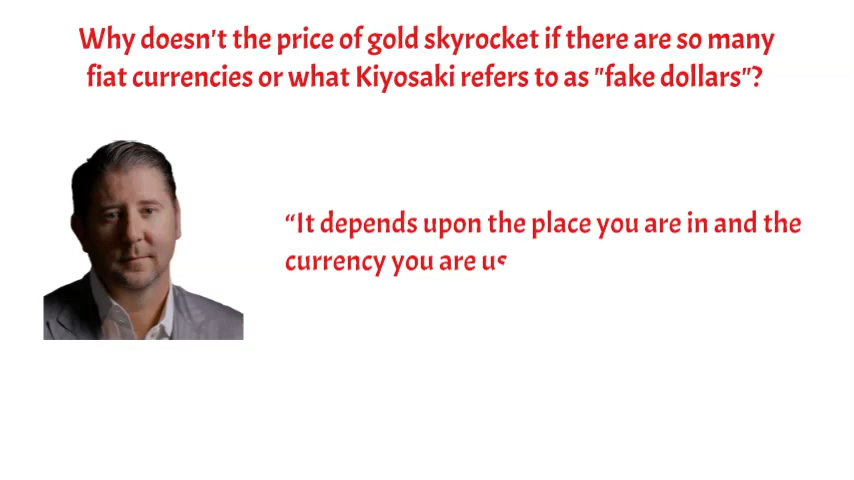 Why doesn't the price of gold skyrocket if there are so many
fiat currencies or what Kiyosaki refers to as "fake dollars"?
“It depends upon the place you are in and the
currency you are us